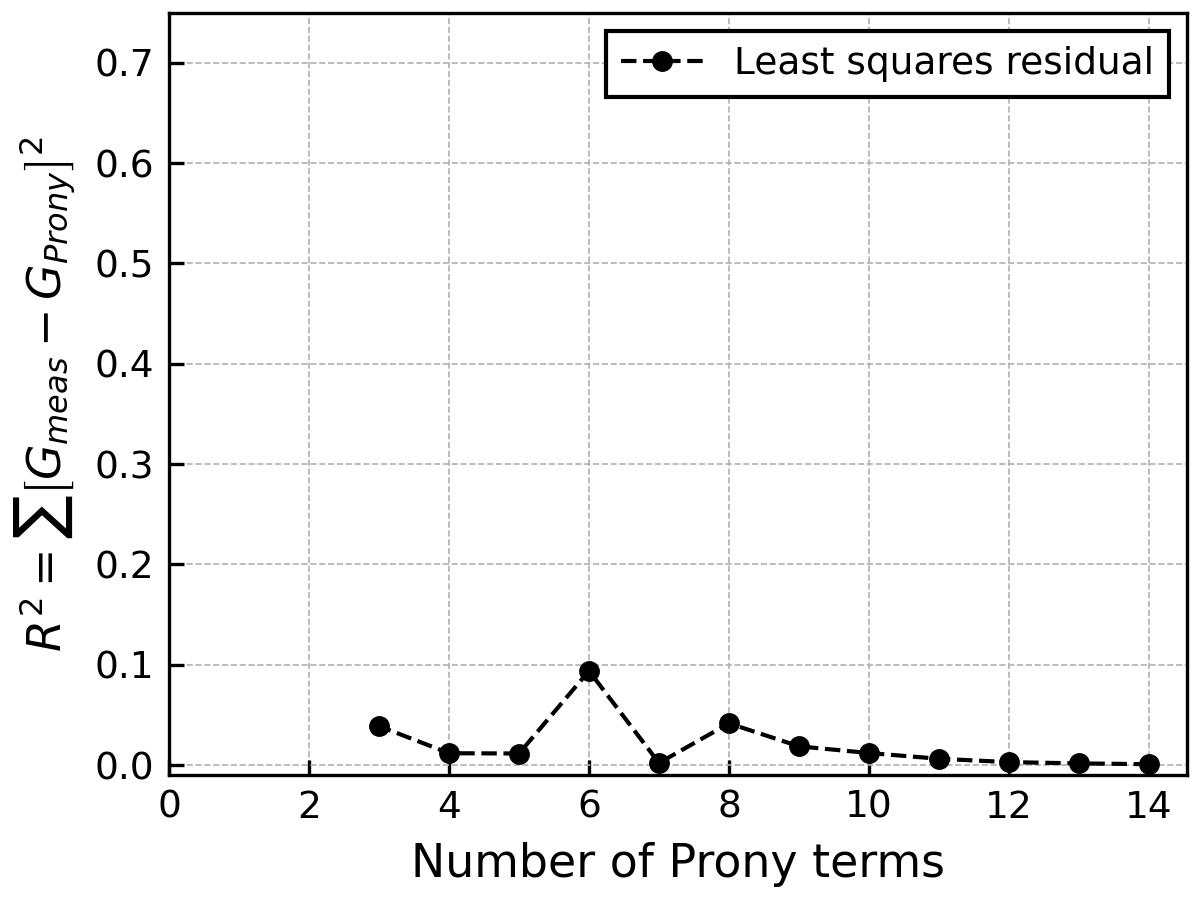 Least squares residual
0.7
0.6
0.5
0.4
0.3
0.2
0.1
0.0
R² = ∑[G_meas − G_Prony]²
0 2 4 6 8 10 12 14
Number of Prony terms